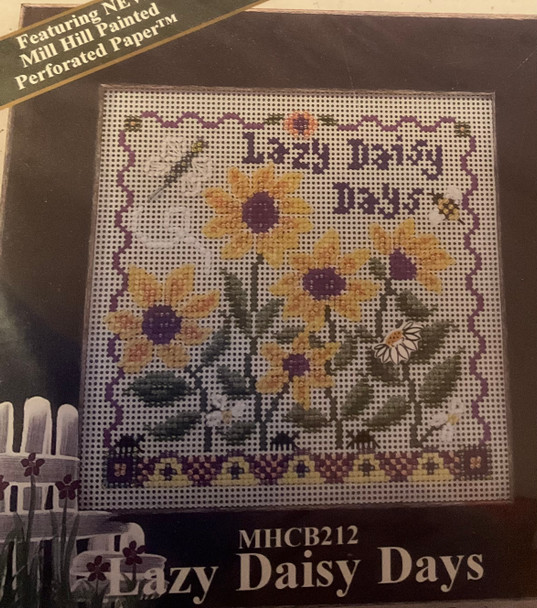 Featuring NEW
Mill Hill Painted
Perforated Paper™
Lazy Daisy
Days
MHCB212
Lazy Daisy Days